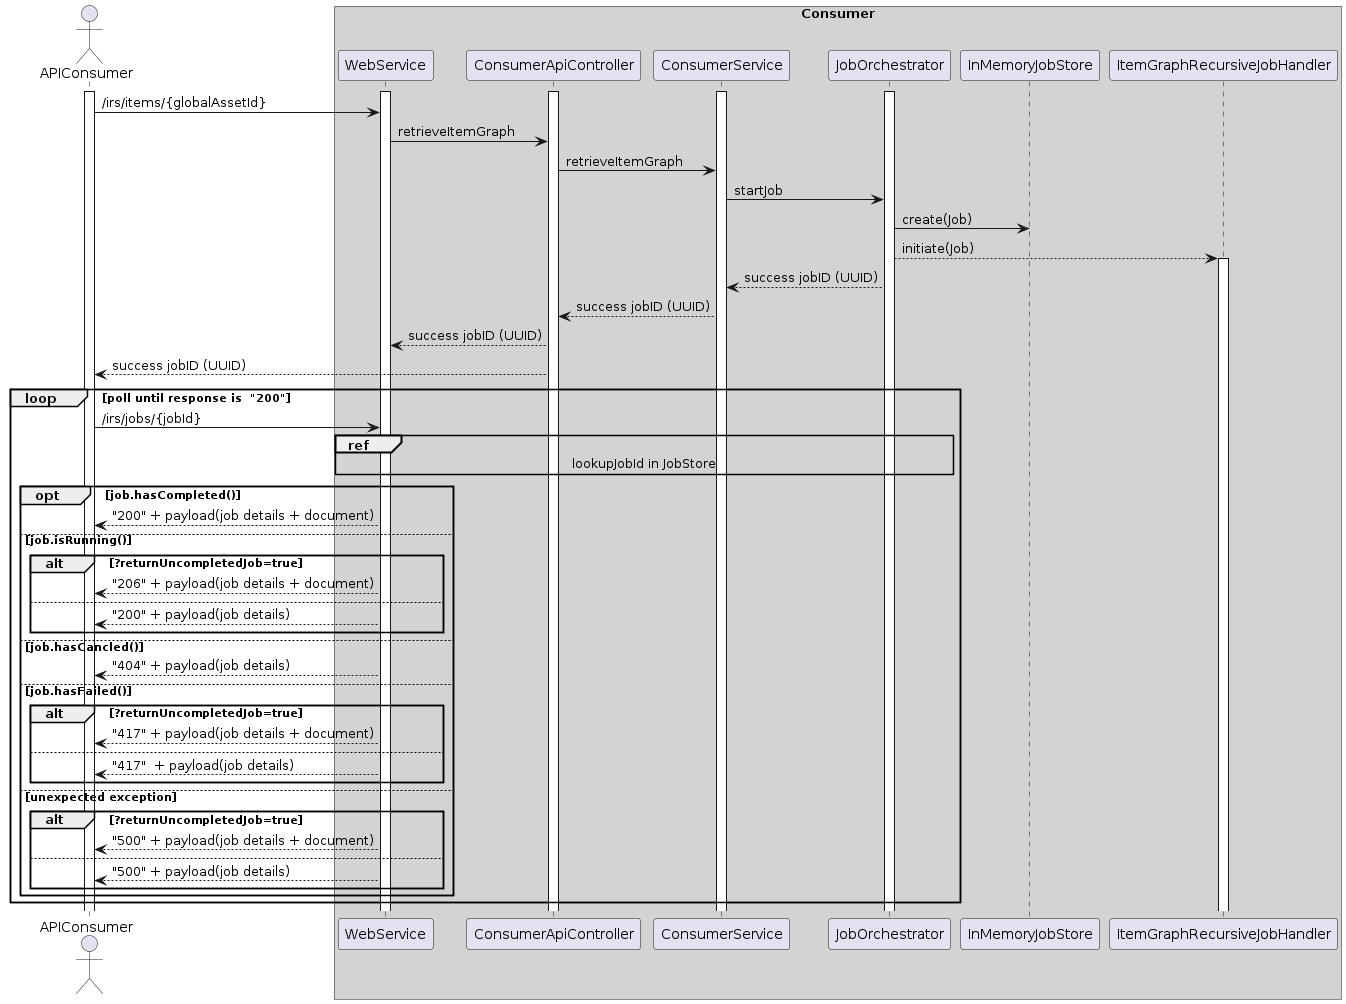 Consumer
APIConsumer
WebService
ConsumerApiController
ConsumerService
JobOrchestrator
InMemoryJobStore
ItemGraphRecursiveJobHandler
/irs/items/{globalAssetId}
retrieveItemGraph
retrieveItemGraph
startJob
create(Job)
initiate(Job)
success jobID (UUID)
success jobID (UUID)
success jobID (UUID)
success jobID (UUID)
loop [poll until response is "200"]
/irs/jobs/{jobId}
ref
lookupJobId in JobStore
opt [job.hasCompleted()]
"200" + payload(job details + document)
[job.isRunning()]
alt [?returnUncompletedJob=true]
"206" + payload(job details + document)
"200" + payload(job details)
[job.hasCancled()]
"404" + payload(job details)
[job.hasFailed()]
alt [?returnUncompletedJob=true]
"417" + payload(job details + document)
"417"  + payload(job details)
[unexpected exception]
alt [?returnUncompletedJob=true]
"500" + payload(job details + document)
"500" + payload(job details)
APIConsumer
WebService
ConsumerApiController
ConsumerService
JobOrchestrator
InMemoryJobStore
ItemGraphRecursiveJobHandler